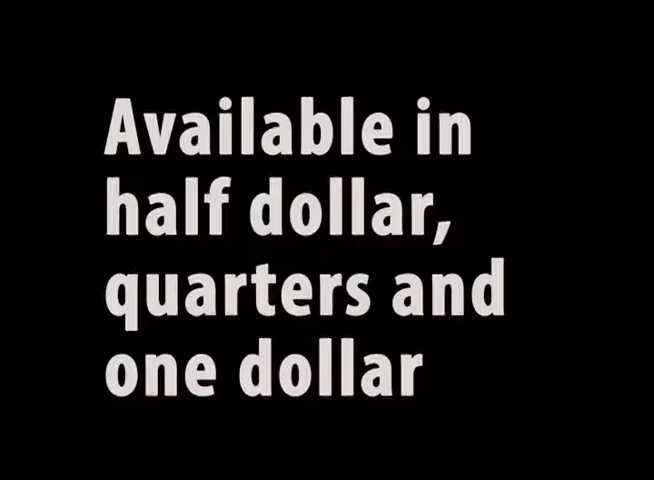 Available in
half dollar,
quarters and
one dollar